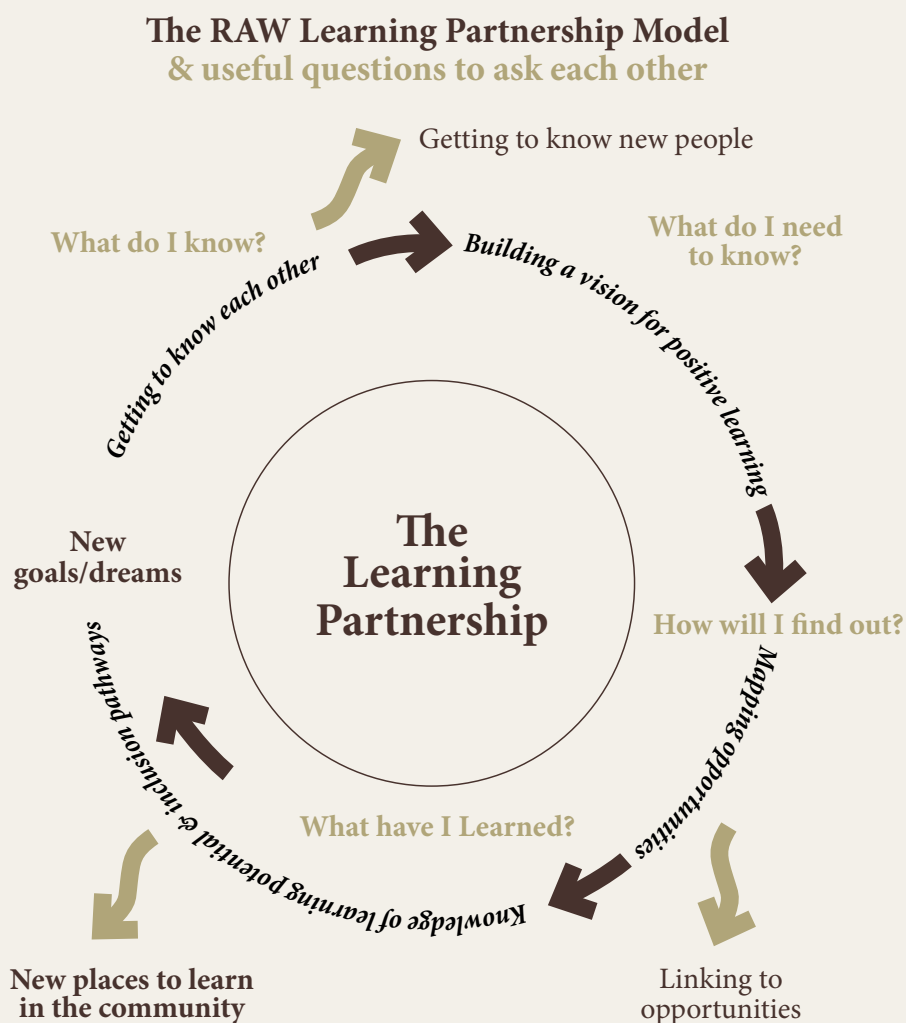 The RAW Learning Partnership Model
& useful questions to ask each other
Getting to know new people
What do I know?
What do I need
to know?
Getting to know each other
Building a vision for positive learning
The
Learning
Partnership
New
goals/dreams
How will I find out?
Mapping opportunities
Knowledge of learning potential & inclusion pathways
What have I Learned?
New places to learn
in the community
Linking to
opportunities